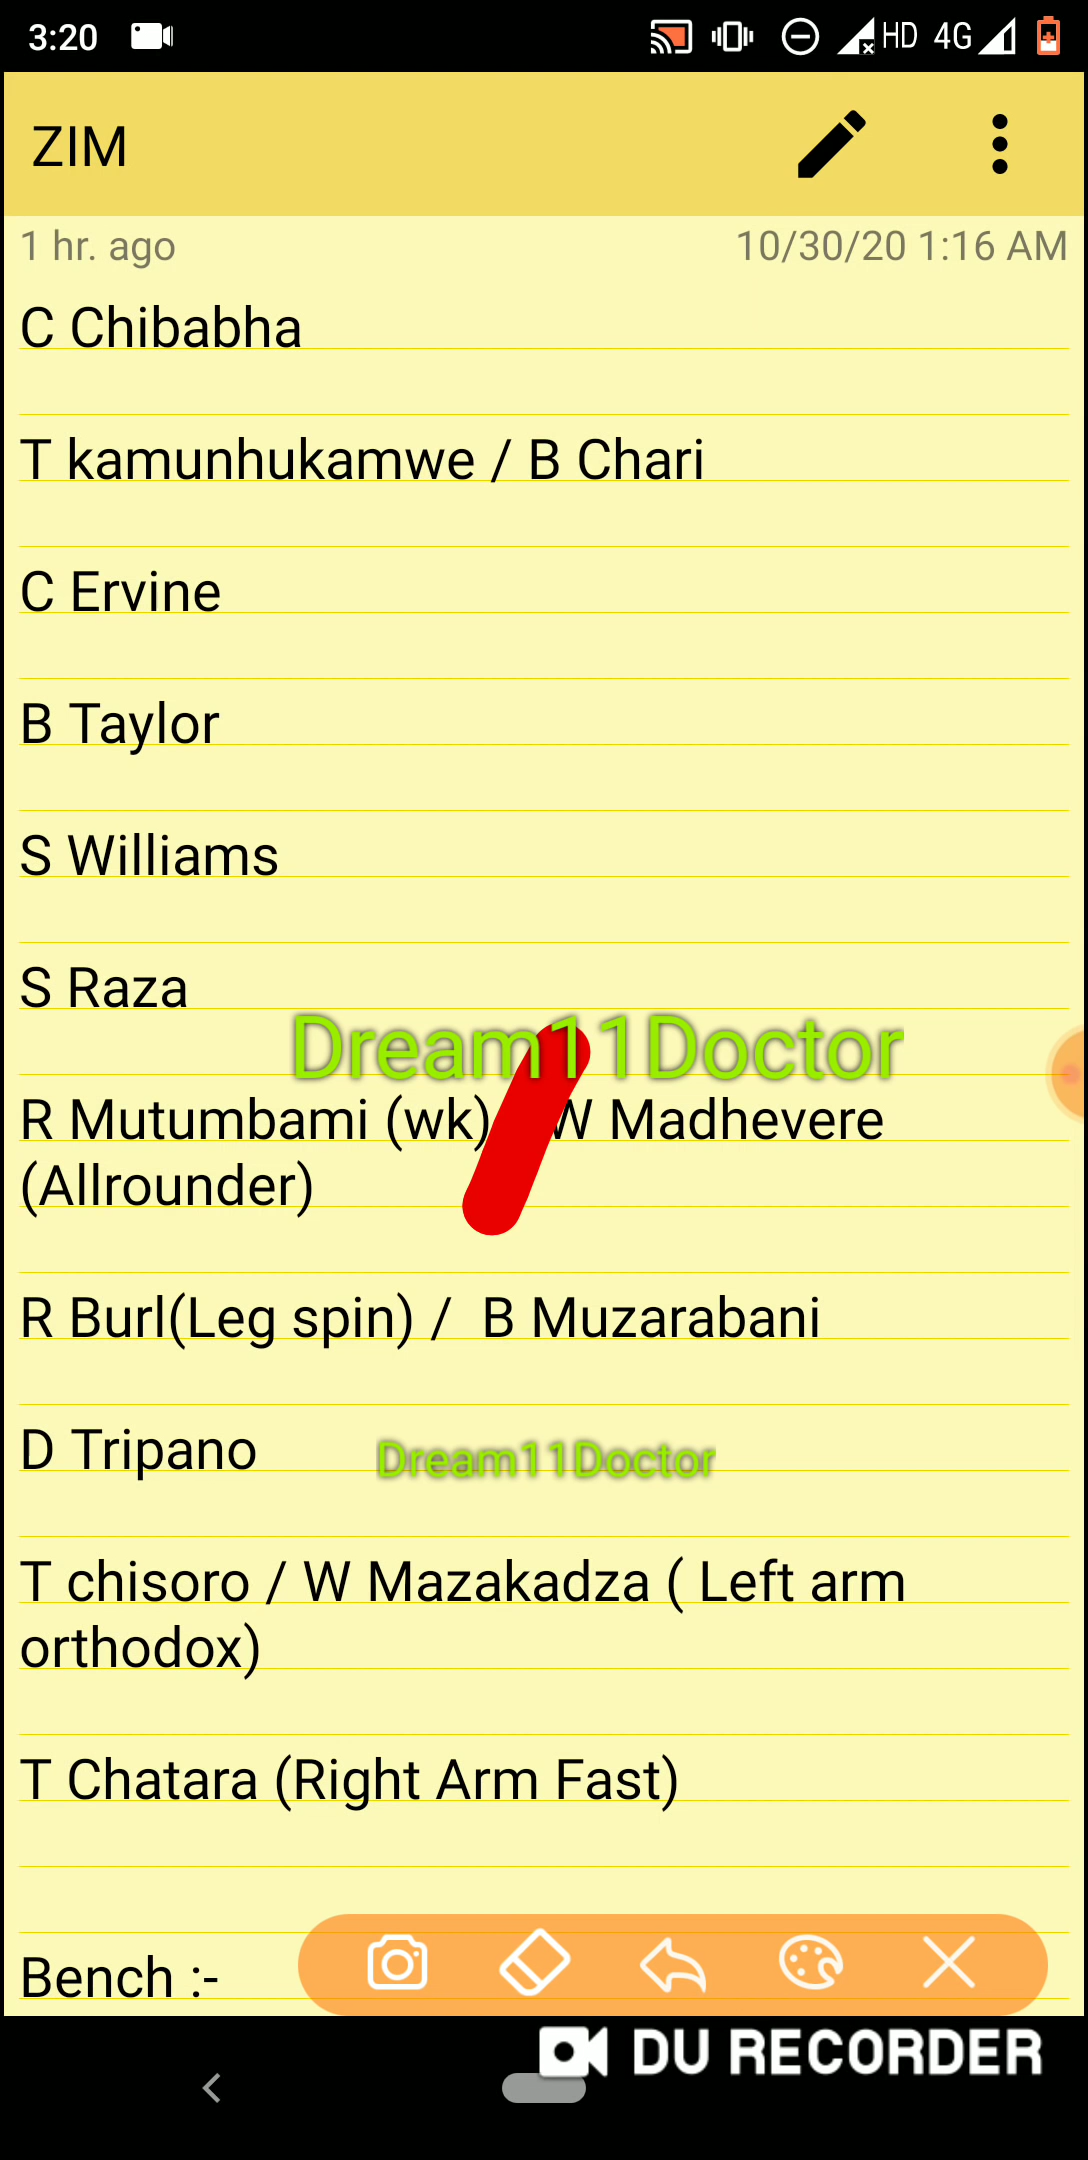 3:20 HD 4G
ZIM
1 hr. ago 10/30/20 1:16 AM
C Chibabha
T kamunhukamwe / B Chari
C Ervine
B Taylor
S Williams
S Raza
Dream11Doctor
R Mutumbami (wk) W Madhevere
(Allrounder)
R Burl(Leg spin) / B Muzarabani
D Tripano
Dream11Doctor
T chisoro / W Mazakadza ( Left arm
orthodox)
T Chatara (Right Arm Fast)
Bench :-
DU RECORDER